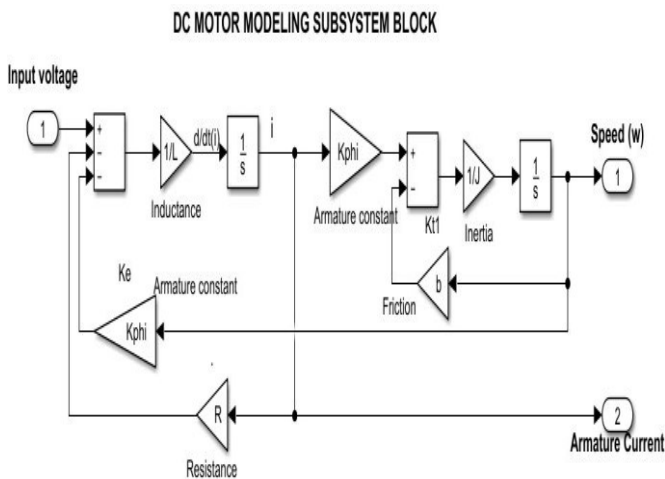 DC MOTOR MODELING SUBSYSTEM BLOCK
Input voltage
1
+
−
−
1/L
d/dt(i)
1
s
i
Inductance
Kphi
Armature constant
+
−
Kt1
1/J
Inertia
1
s
Speed (w)
1
b
Friction
Ke
Armature constant
Kphi
R
Resistance
2
Armature Current